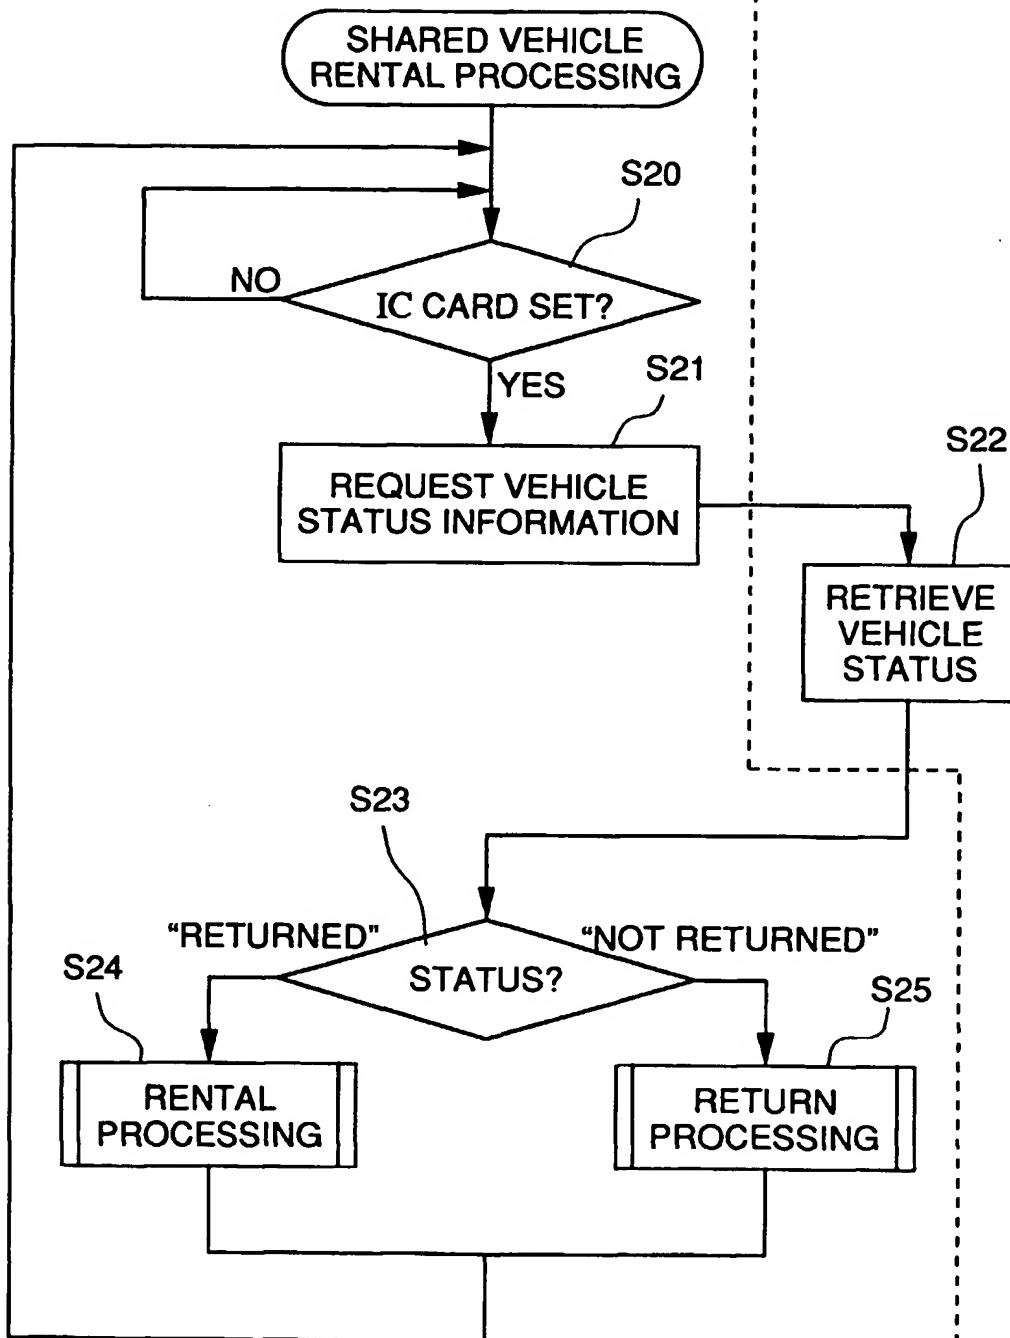 SHARED VEHICLE
RENTAL PROCESSING
S20
NO
IC CARD SET?
YES
S21
REQUEST VEHICLE
STATUS INFORMATION
S22
RETRIEVE
VEHICLE
STATUS
S23
"RETURNED"
"NOT RETURNED"
STATUS?
S24
S25
RENTAL
PROCESSING
RETURN
PROCESSING